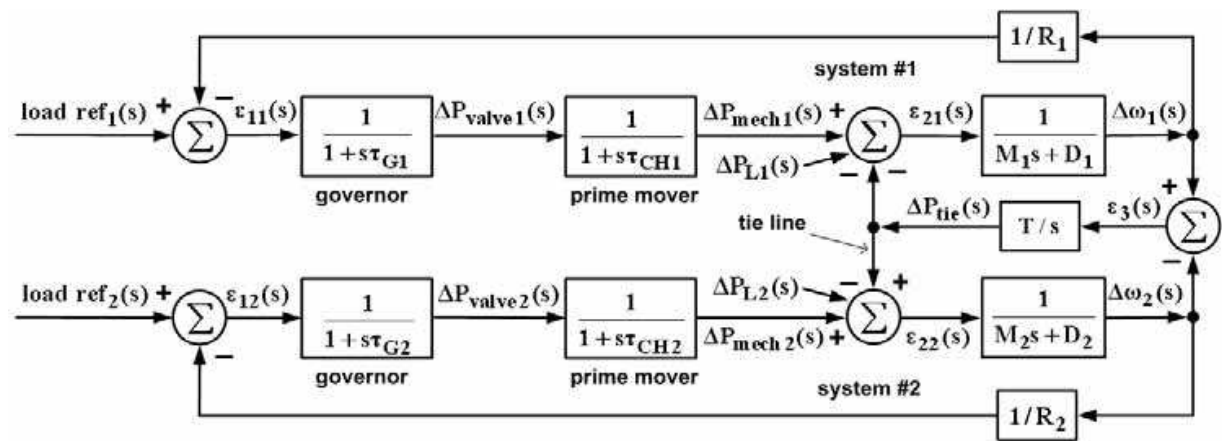 1 / R₁
system #1
load ref₁(s) + − Σ ε₁₁(s) 1 / (1 + sτ_G1) ΔP_valve1(s) 1 / (1 + sτ_CH1) ΔP_mech1(s) + Σ ε₂₁(s) 1 / (M₁s + D₁) Δω₁(s)
ΔP_L1(s) − −
governor
prime mover
tie line
ΔP_tie(s) T / s ε₃(s) + Σ −
load ref₂(s) + Σ − ε₁₂(s) 1 / (1 + sτ_G2) ΔP_valve2(s) 1 / (1 + sτ_CH2) ΔP_L2(s) − + Σ
ΔP_mech2(s) + ε₂₂(s) 1 / (M₂s + D₂) Δω₂(s)
governor
prime mover
system #2
1 / R₂